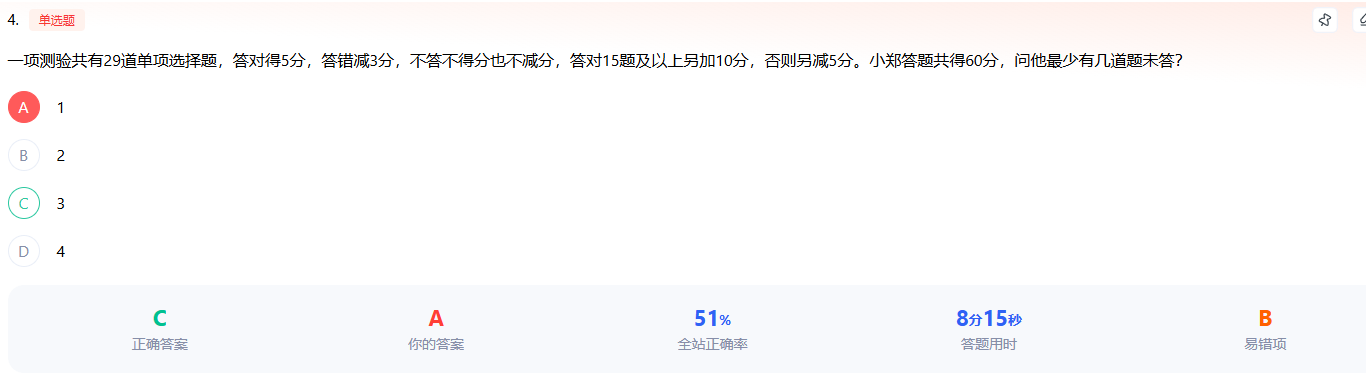 4. 单选题
一项测验共有29道单项选择题，答对得5分，答错减3分，不答不得分也不减分，答对15题及以上另加10分，否则另减5分。小郑答题共得60分，问他最少有几道题未答?
A 1
B 2
C 3
D 4
C A 51% 8分15秒 B
正确答案 你的答案 全站正确率 答题用时 易错项